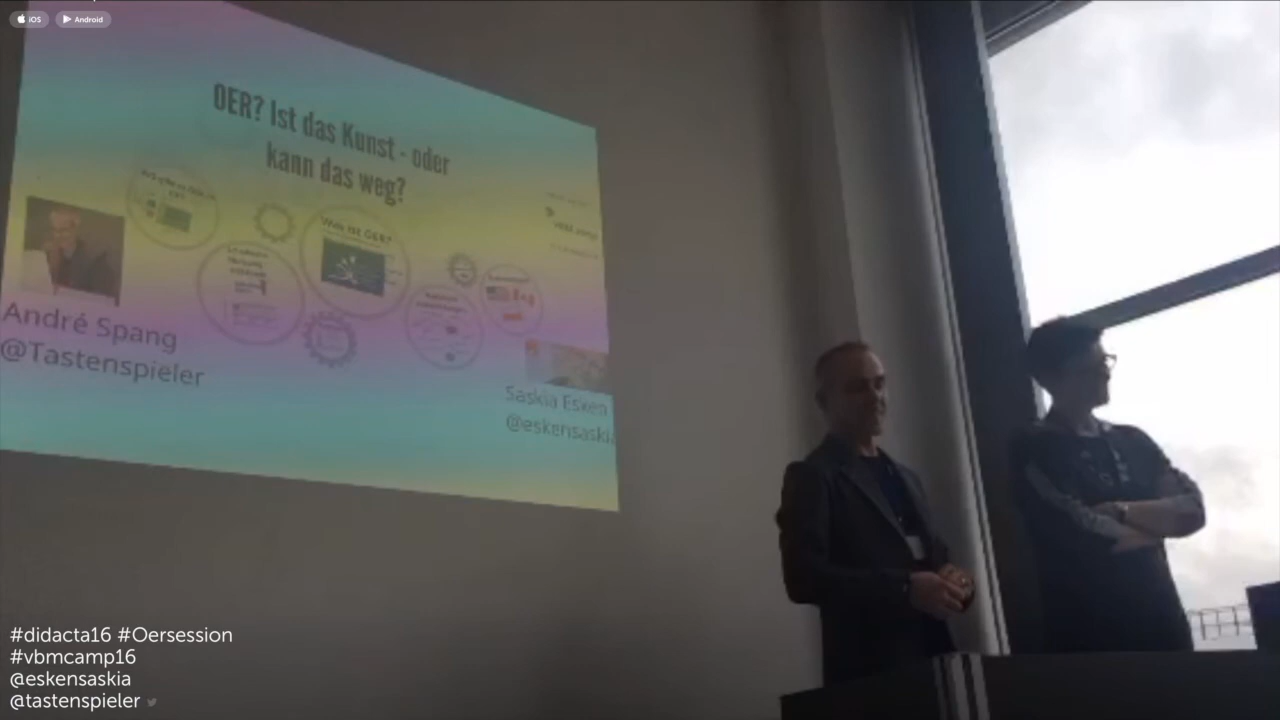 iOS
Android
OER? Ist das Kunst - oder
kann das weg?
Was ist OER?
André Spang
@Tastenspieler
Saskia Esken
@eskensaskia
#didacta16 #Oersession
#vbmcamp16
@eskensaskia
@tastenspieler